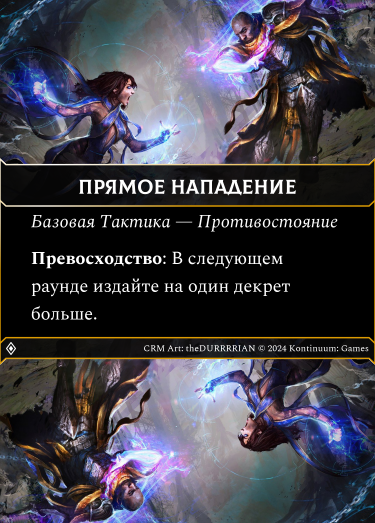 ПРЯМОЕ НАПАДЕНИЕ
Базовая Тактика — Противостояние
Превосходство: В следующем
раунде издайте на один декрет
больше.
CRM Art: theDURRRRIAN © 2024 Kontinuum: Games